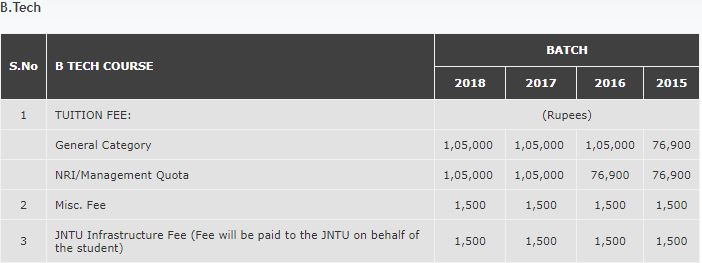 B.Tech
S.No B TECH COURSE BATCH
2018 2017 2016 2015
1 TUITION FEE: (Rupees)
General Category 1,05,000 1,05,000 1,05,000 76,900
NRI/Management Quota 1,05,000 1,05,000 76,900 76,900
2 Misc. Fee 1,500 1,500 1,500 1,500
3 JNTU Infrastructure Fee (Fee will be paid to the JNTU on behalf of
the student) 1,500 1,500 1,500 1,500